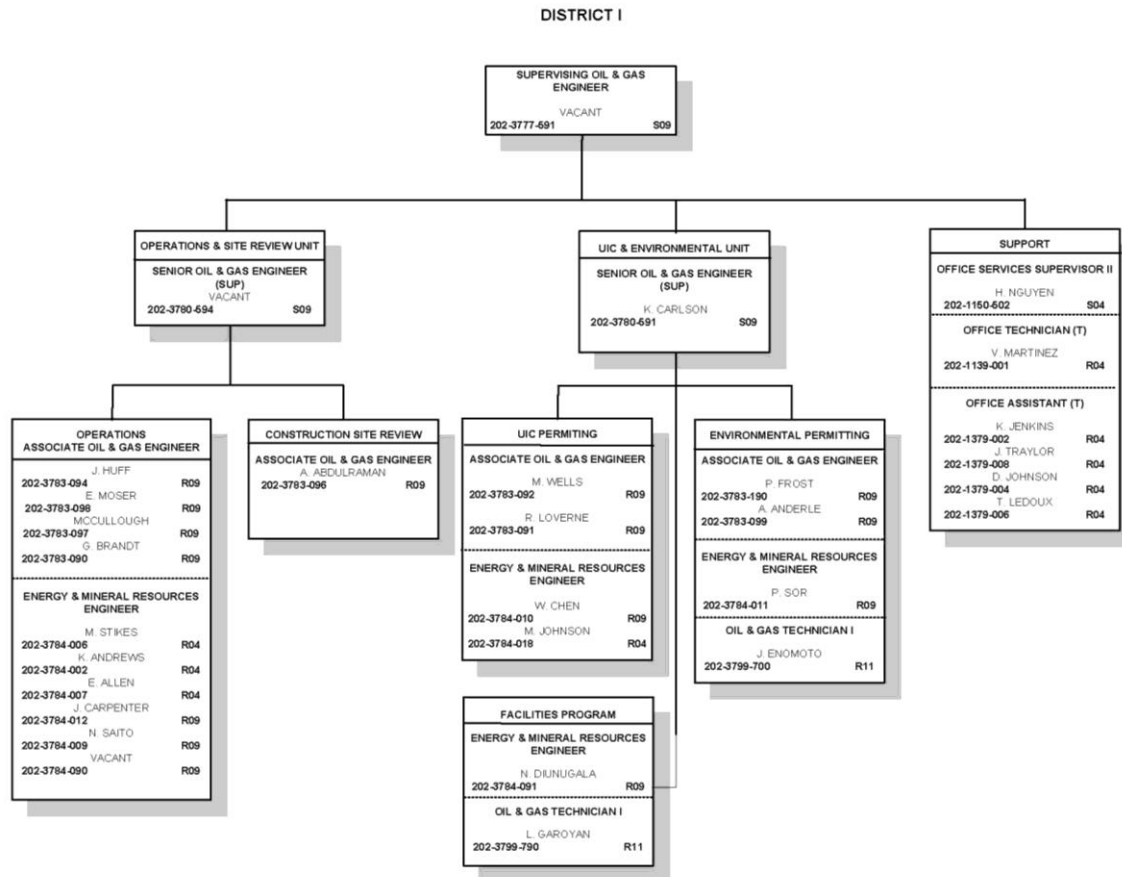 DISTRICT I
SUPERVISING OIL & GAS
ENGINEER
VACANT
202-3777-691 S09
OPERATIONS & SITE REVIEW UNIT
SENIOR OIL & GAS ENGINEER
(SUP)
VACANT
202-3780-694 S09
UIC & ENVIRONMENTAL UNIT
SENIOR OIL & GAS ENGINEER
(SUP)
K. CARLSON
202-3780-691 S09
SUPPORT
OFFICE SERVICES SUPERVISOR II
H. NGUYEN
202-1150-602 S04
OFFICE TECHNICIAN (T)
V. MARTINEZ
202-1139-001 R04
OFFICE ASSISTANT (T)
K. JENKINS
202-1379-002 R04
J. TRAYLOR
202-1379-008 R04
D. JOHNSON
202-1379-004 R04
T. LEDOUX
202-1379-006 R04
OPERATIONS
ASSOCIATE OIL & GAS ENGINEER
J. HUFF
202-3783-094 R09
E. MOSER
202-3783-098 R09
MCCULLOUGH
202-3783-097 R09
G. BRANDT
202-3783-090 R09
ENERGY & MINERAL RESOURCES
ENGINEER
M. STIKES
202-3784-006 R04
K. ANDREWS
202-3784-002 R04
E. ALLEN
202-3784-007 R04
J. CARPENTER
202-3784-012 R09
N. SAITO
202-3784-009 R09
VACANT
202-3784-090 R09
CONSTRUCTION SITE REVIEW
ASSOCIATE OIL & GAS ENGINEER
A. ABDULRAMAN
202-3783-096 R09
UIC PERMITING
ASSOCIATE OIL & GAS ENGINEER
M. WELLS
202-3783-092 R09
R. LOVERNE
202-3783-091 R09
ENERGY & MINERAL RESOURCES
ENGINEER
W. CHEN
202-3784-010 R09
M. JOHNSON
202-3784-018 R04
ENVIRONMENTAL PERMITTING
ASSOCIATE OIL & GAS ENGINEER
P. FROST
202-3783-190 R09
A. ANDERLE
202-3783-099 R09
ENERGY & MINERAL RESOURCES
ENGINEER
P. SOR
202-3784-011 R09
OIL & GAS TECHNICIAN I
J. ENOMOTO
202-3799-700 R11
FACILITIES PROGRAM
ENERGY & MINERAL RESOURCES
ENGINEER
N. DIUNUGALA
202-3784-091 R09
OIL & GAS TECHNICIAN I
L. GAROYAN
202-3799-790 R11